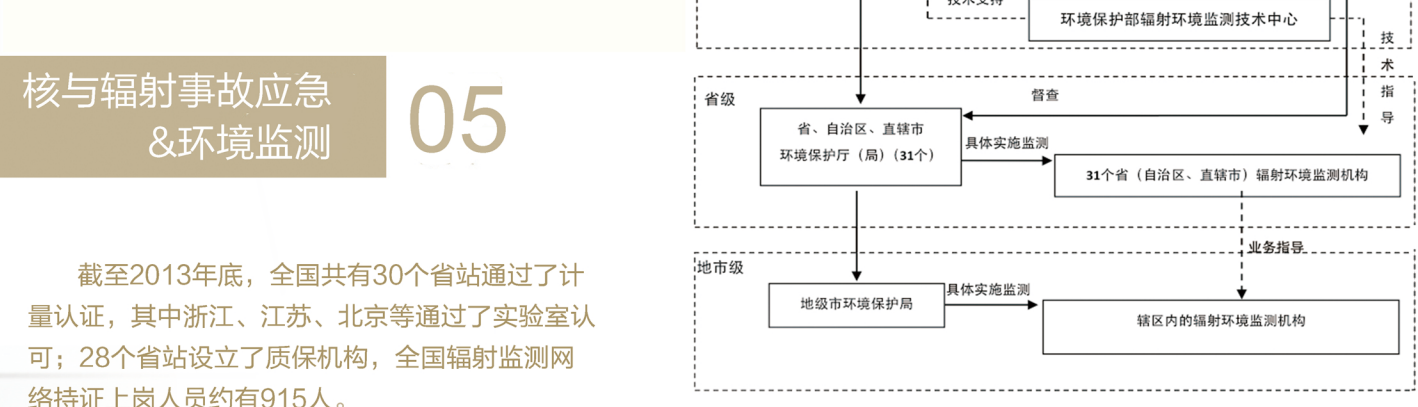 核与辐射事故应急
&环境监测
05
截至2013年底，全国共有30个省站通过了计
量认证，其中浙江、江苏、北京等通过了实验室认
可；28个省站设立了质保机构，全国辐射监测网
络持证上岗人员约有915人。
技术支持
环境保护部辐射环境监测技术中心
技术指导
省级
督查
省、自治区、直辖市
环境保护厅（局）（31个）
具体实施监测
31个省（自治区、直辖市）辐射环境监测机构
业务指导
地市级
地级市环境保护局
具体实施监测
辖区内的辐射环境监测机构